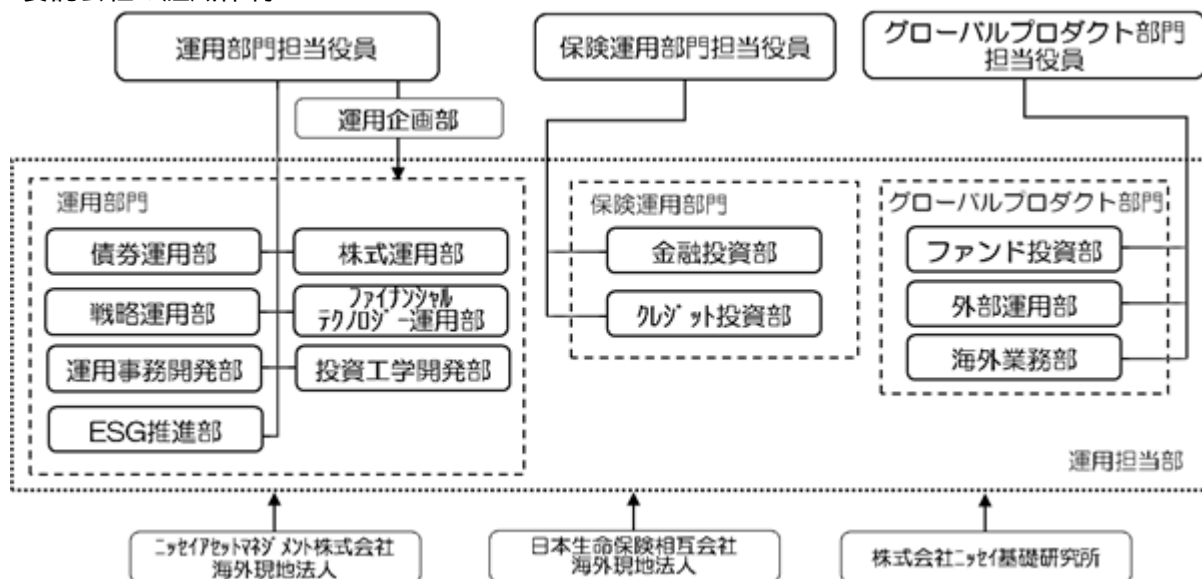 運用部門担当役員
保険運用部門担当役員
グローバルプロダクト部門
担当役員
運用企画部
運用部門
債券運用部
株式運用部
戦略運用部
ファイナンシャル
テクノロジー運用部
運用事務開発部
投資工学開発部
ESG推進部
保険運用部門
金融投資部
クレジット投資部
グローバルプロダクト部門
ファンド投資部
外部運用部
海外業務部
運用担当部
ニッセイアセットマネジメント株式会社
海外現地法人
日本生命保険相互会社
海外現地法人
株式会社ニッセイ基礎研究所